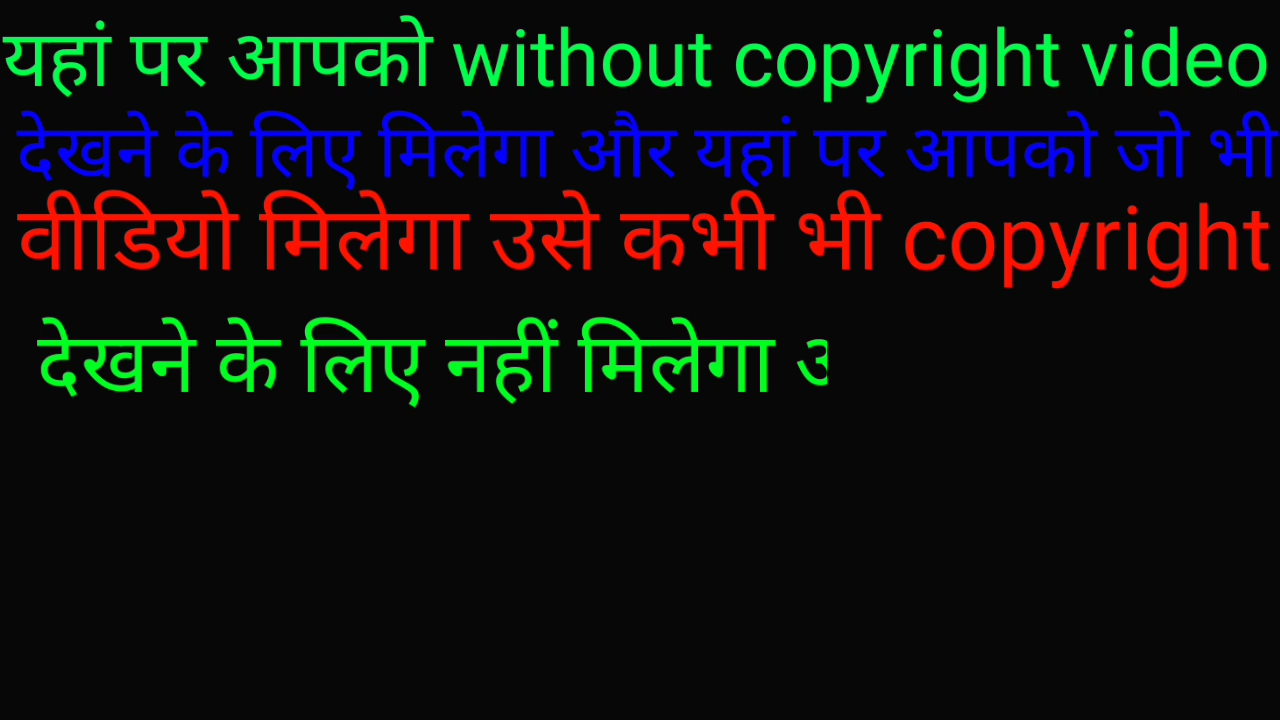 यहां पर आपको without copyright video
देखने के लिए मिलेगा और यहां पर आपको जो भी
वीडियो मिलेगा उसे कभी भी copyright
देखने के लिए नहीं मिलेगा